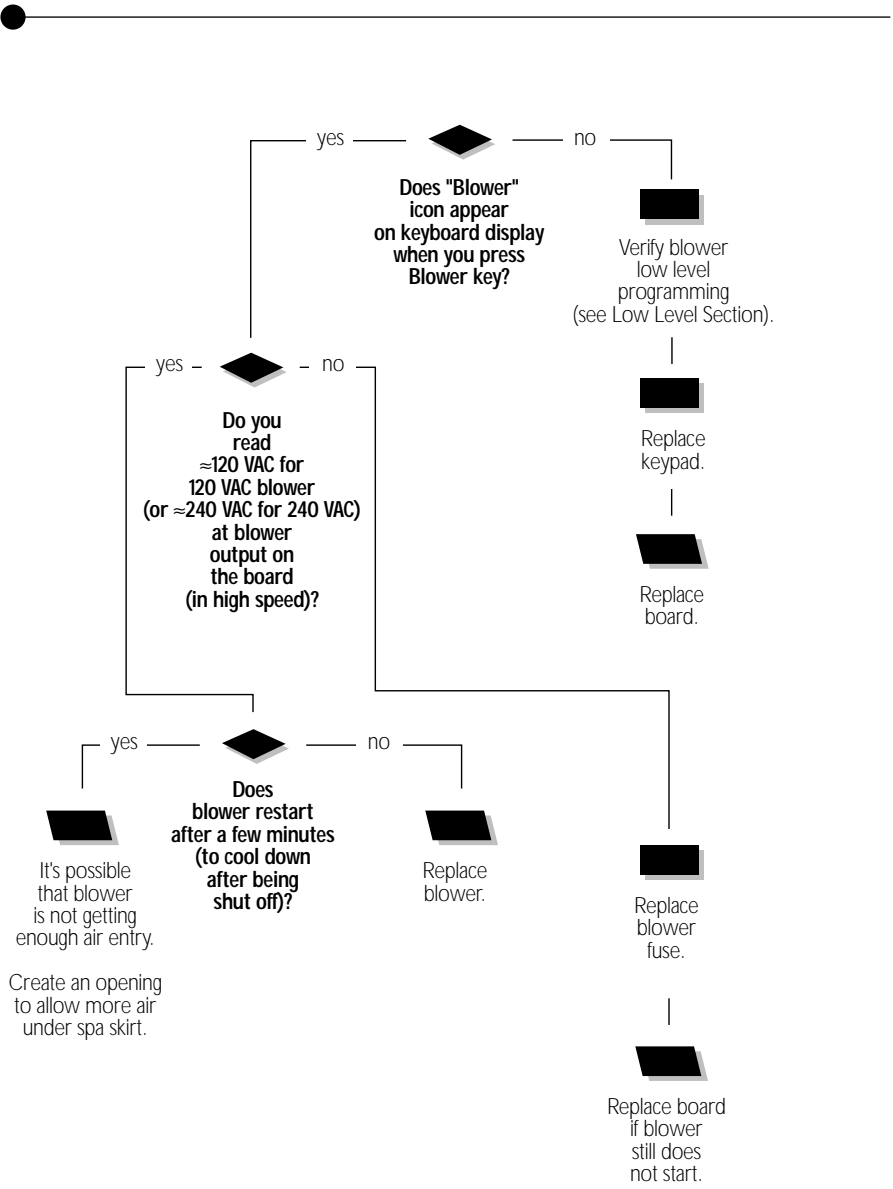 yes
no
Does "Blower"
icon appear
on keyboard display
when you press
Blower key?
Verify blower
low level
programming
(see Low Level Section).
Replace
keypad.
Replace
board.
yes
no
Do you
read
≈120 VAC for
120 VAC blower
(or ≈240 VAC for 240 VAC)
at blower
output on
the board
(in high speed)?
yes
no
Does
blower restart
after a few minutes
(to cool down
after being
shut off)?
It's possible
that blower
is not getting
enough air entry.
Create an opening
to allow more air
under spa skirt.
Replace
blower.
Replace
blower
fuse.
Replace board
if blower
still does
not start.